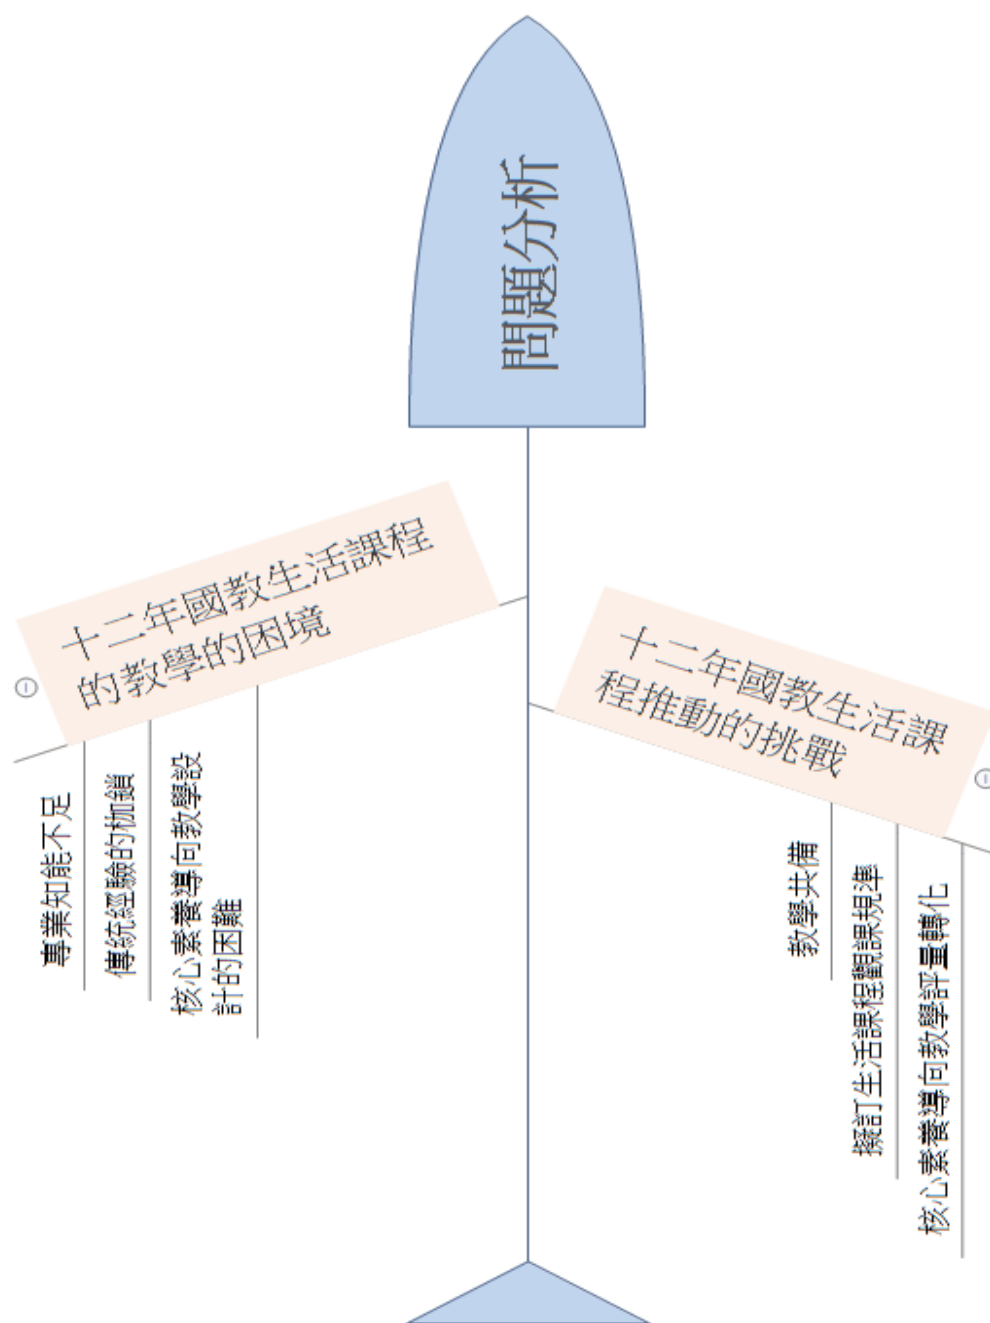 問題分析
十二年國教生活課程
的教學的困境
專業知能不足
傳統經驗的枷鎖
核心素養導向教學設
計的困難
十二年國教生活課
程推動的挑戰
教學共備
擬訂生活課程觀課規準
核心素養導向教學評量轉化